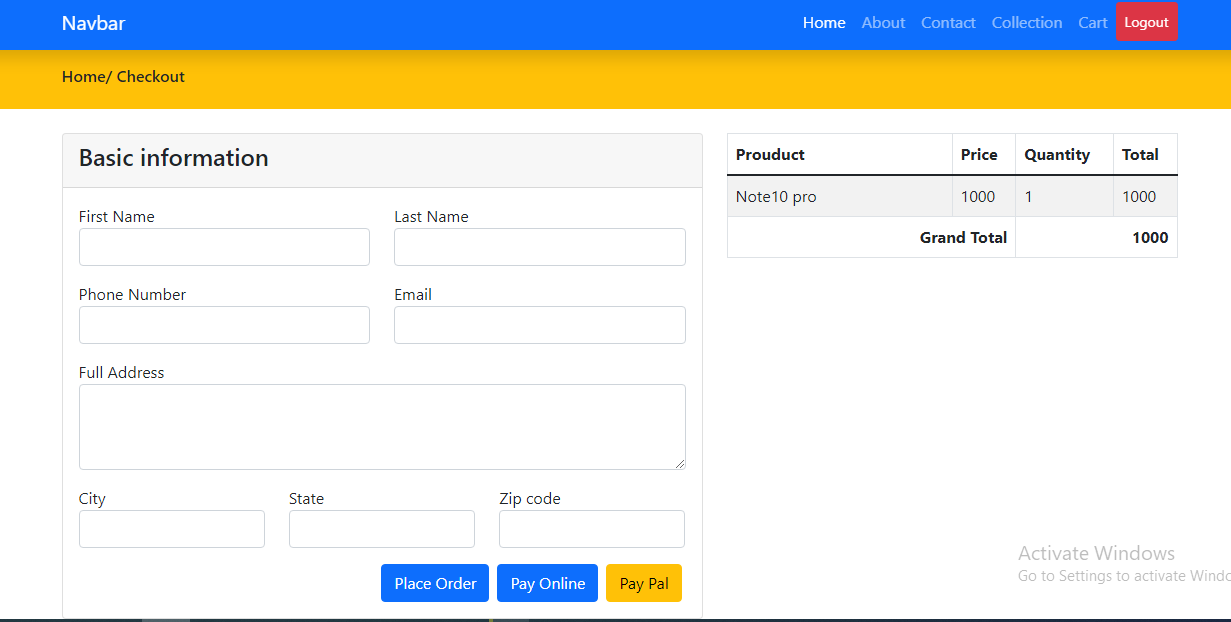 Navbar
Home About Contact Collection Cart Logout
Home/ Checkout
Basic information
First Name Last Name
Phone Number Email
Full Address
City State Zip code
Place Order Pay Online Pay Pal
Prouduct Price Quantity Total
Note10 pro 1000 1 1000
Grand Total 1000
Activate Windows
Go to Settings to activate Windo